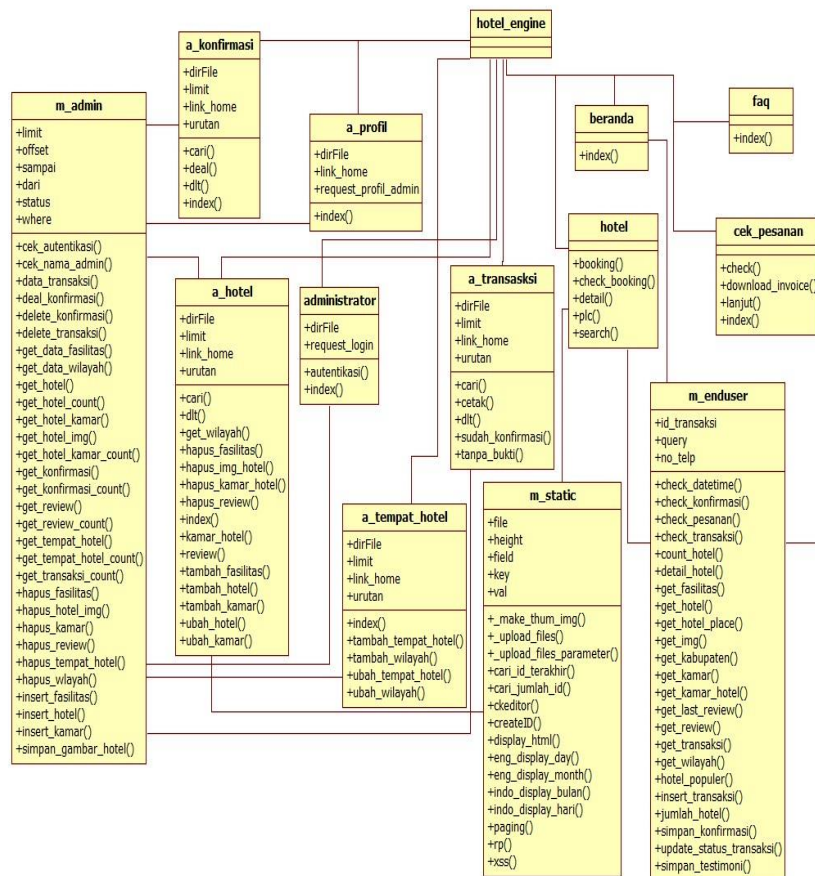 hotel_engine
a_konfirmasi
+dirFile
+limit
+link_home
+urutan
+cari()
+deal()
+dlt()
+index()
m_admin
+limit
+offset
+sampai
+dari
+status
+where
+cek_autentikasi()
+cek_nama_admin()
+data_transaksi()
+deal_konfirmasi()
+delete_konfirmasi()
+delete_transaksi()
+get_data_fasilitas()
+get_data_wilayah()
+get_hotel()
+get_hotel_count()
+get_hotel_kamar()
+get_hotel_img()
+get_hotel_kamar_count()
+get_konfirmasi()
+get_konfirmasi_count()
+get_review()
+get_review_count()
+get_tempat_hotel()
+get_tempat_hotel_count()
+get_transaksi_count()
+hapus_fasilitas()
+hapus_hotel_img()
+hapus_kamar()
+hapus_review()
+hapus_tempat_hotel()
+hapus_wlayah()
+insert_fasilitas()
+insert_hotel()
+insert_kamar()
+simpan_gambar_hotel()
a_profil
+dirFile
+link_home
+request_profil_admin
+index()
beranda
+index()
faq
+index()
hotel
+booking()
+check_booking()
+detail()
+plc()
+search()
cek_pesanan
+check()
+download_invoice()
+lanjut()
+index()
a_hotel
+dirFile
+limit
+link_home
+urutan
+cari()
+dlt()
+get_wilayah()
+hapus_fasilitas()
+hapus_img_hotel()
+hapus_kamar_hotel()
+hapus_review()
+index()
+kamar_hotel()
+review()
+tambah_fasilitas()
+tambah_hotel()
+tambah_kamar()
+ubah_hotel()
+ubah_kamar()
administrator
+dirFile
+request_login
+autentikasi()
+index()
a_transasksi
+dirFile
+limit
+link_home
+urutan
+cari()
+cetak()
+dlt()
+sudah_konfirmasi()
+tanpa_bukti()
a_tempat_hotel
+dirFile
+limit
+link_home
+urutan
+index()
+tambah_tempat_hotel()
+tambah_wilayah()
+ubah_tempat_hotel()
+ubah_wilayah()
m_static
+file
+height
+field
+key
+val
+_make_thum_img()
+_upload_files()
+_upload_files_parameter()
+cari_id_terakhir()
+cari_jumlah_id()
+ckeditor()
+createID()
+display_html()
+eng_display_day()
+eng_display_month()
+indo_display_bulan()
+indo_display_hari()
+paging()
+rp()
+xss()
m_enduser
+id_transaksi
+query
+no_telp
+check_datetime()
+check_konfirmasi()
+check_pesanan()
+check_transaksi()
+count_hotel()
+detail_hotel()
+get_fasilitas()
+get_hotel()
+get_hotel_place()
+get_img()
+get_kabupaten()
+get_kamar()
+get_kamar_hotel()
+get_last_review()
+get_review()
+get_transaksi()
+get_wilayah()
+hotel_populer()
+insert_transaksi()
+jumlah_hotel()
+simpan_konfirmasi()
+update_status_transaksi()
+simpan_testimoni()